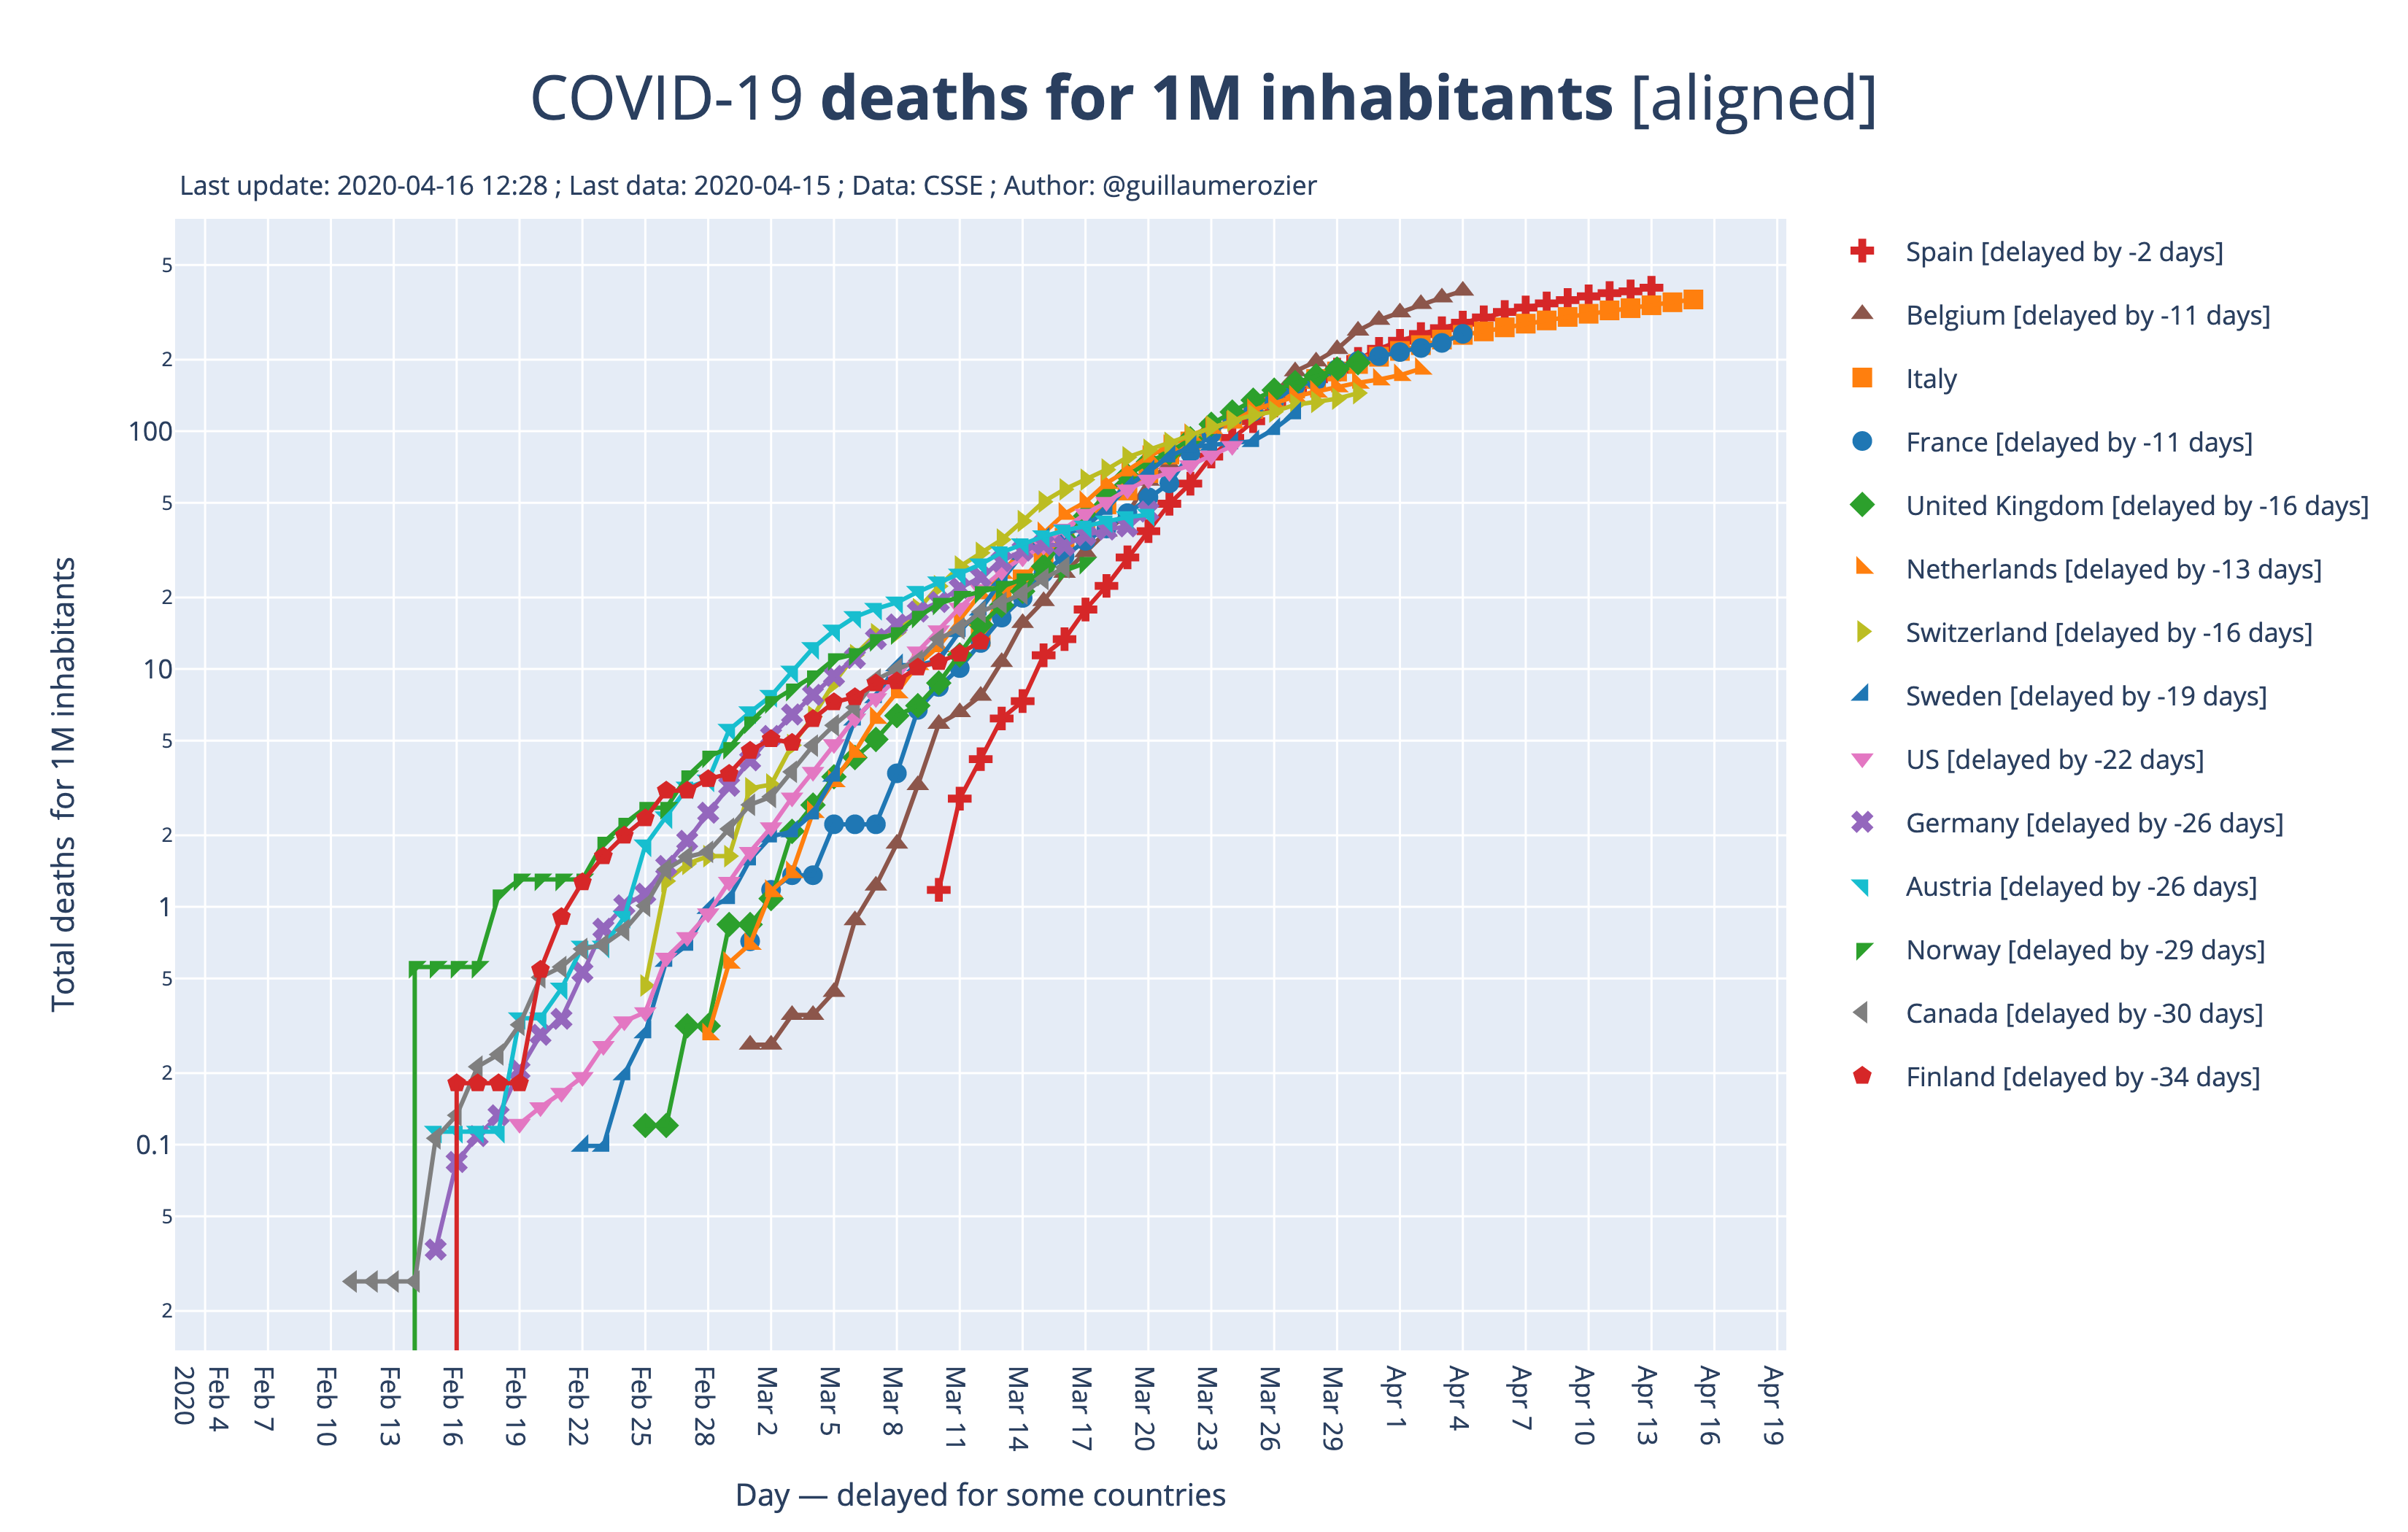 COVID-19 deaths for 1M inhabitants [aligned]
Last update: 2020-04-16 12:28 ; Last data: 2020-04-15 ; Data: CSSE ; Author: @guillaumerozier
Total deaths for 1M inhabitants
5
2
100
5
2
10
5
2
1
5
2
0.1
5
2
Feb 4
2020
Feb 7
Feb 10
Feb 13
Feb 16
Feb 19
Feb 22
Feb 25
Feb 28
Mar 2
Mar 5
Mar 8
Mar 11
Mar 14
Mar 17
Mar 20
Mar 23
Mar 26
Mar 29
Apr 1
Apr 4
Apr 7
Apr 10
Apr 13
Apr 16
Apr 19
Day — delayed for some countries
Spain [delayed by -2 days]
Belgium [delayed by -11 days]
Italy
France [delayed by -11 days]
United Kingdom [delayed by -16 days]
Netherlands [delayed by -13 days]
Switzerland [delayed by -16 days]
Sweden [delayed by -19 days]
US [delayed by -22 days]
Germany [delayed by -26 days]
Austria [delayed by -26 days]
Norway [delayed by -29 days]
Canada [delayed by -30 days]
Finland [delayed by -34 days]